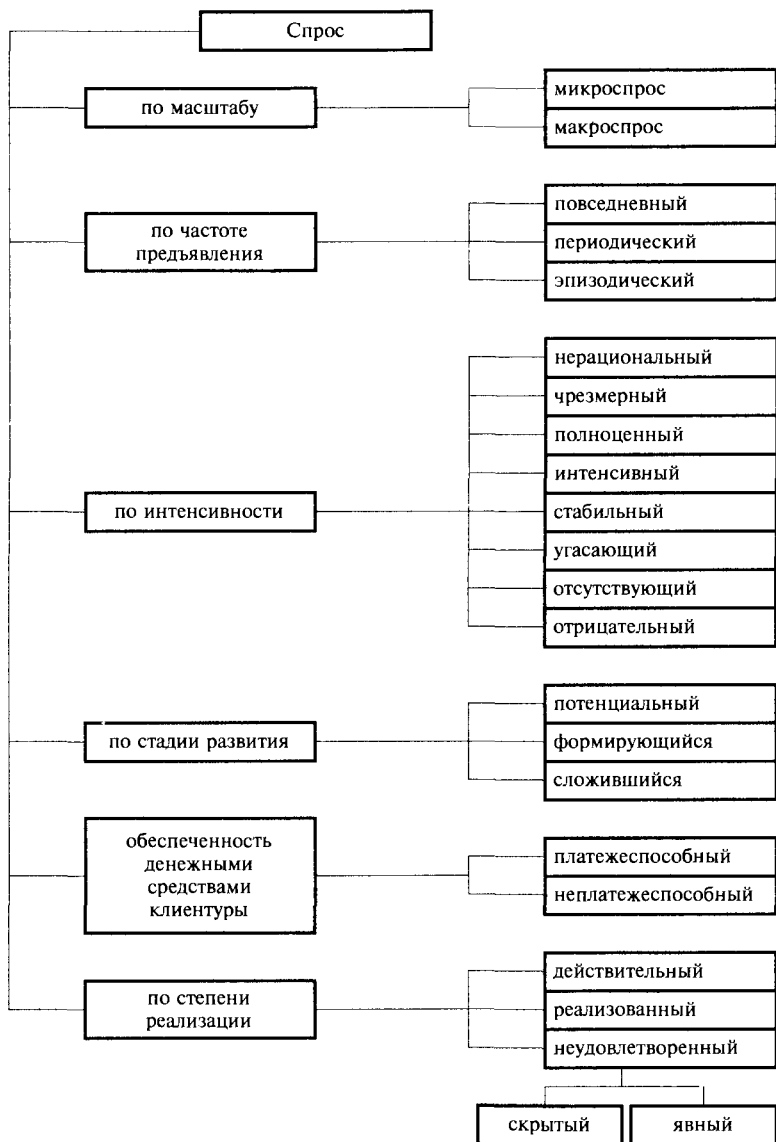 Спрос
по масштабу
микроспрос
макроспрос
по частоте
предъявления
повседневный
периодический
эпизодический
по интенсивности
нерациональный
чрезмерный
полноценный
интенсивный
стабильный
угасающий
отсутствующий
отрицательный
по стадии развития
потенциальный
формирующийся
сложившийся
обеспеченность
денежными
средствами
клиентуры
платежеспособный
неплатежеспособный
по степени
реализации
действительный
реализованный
неудовлетворенный
скрытый
явный